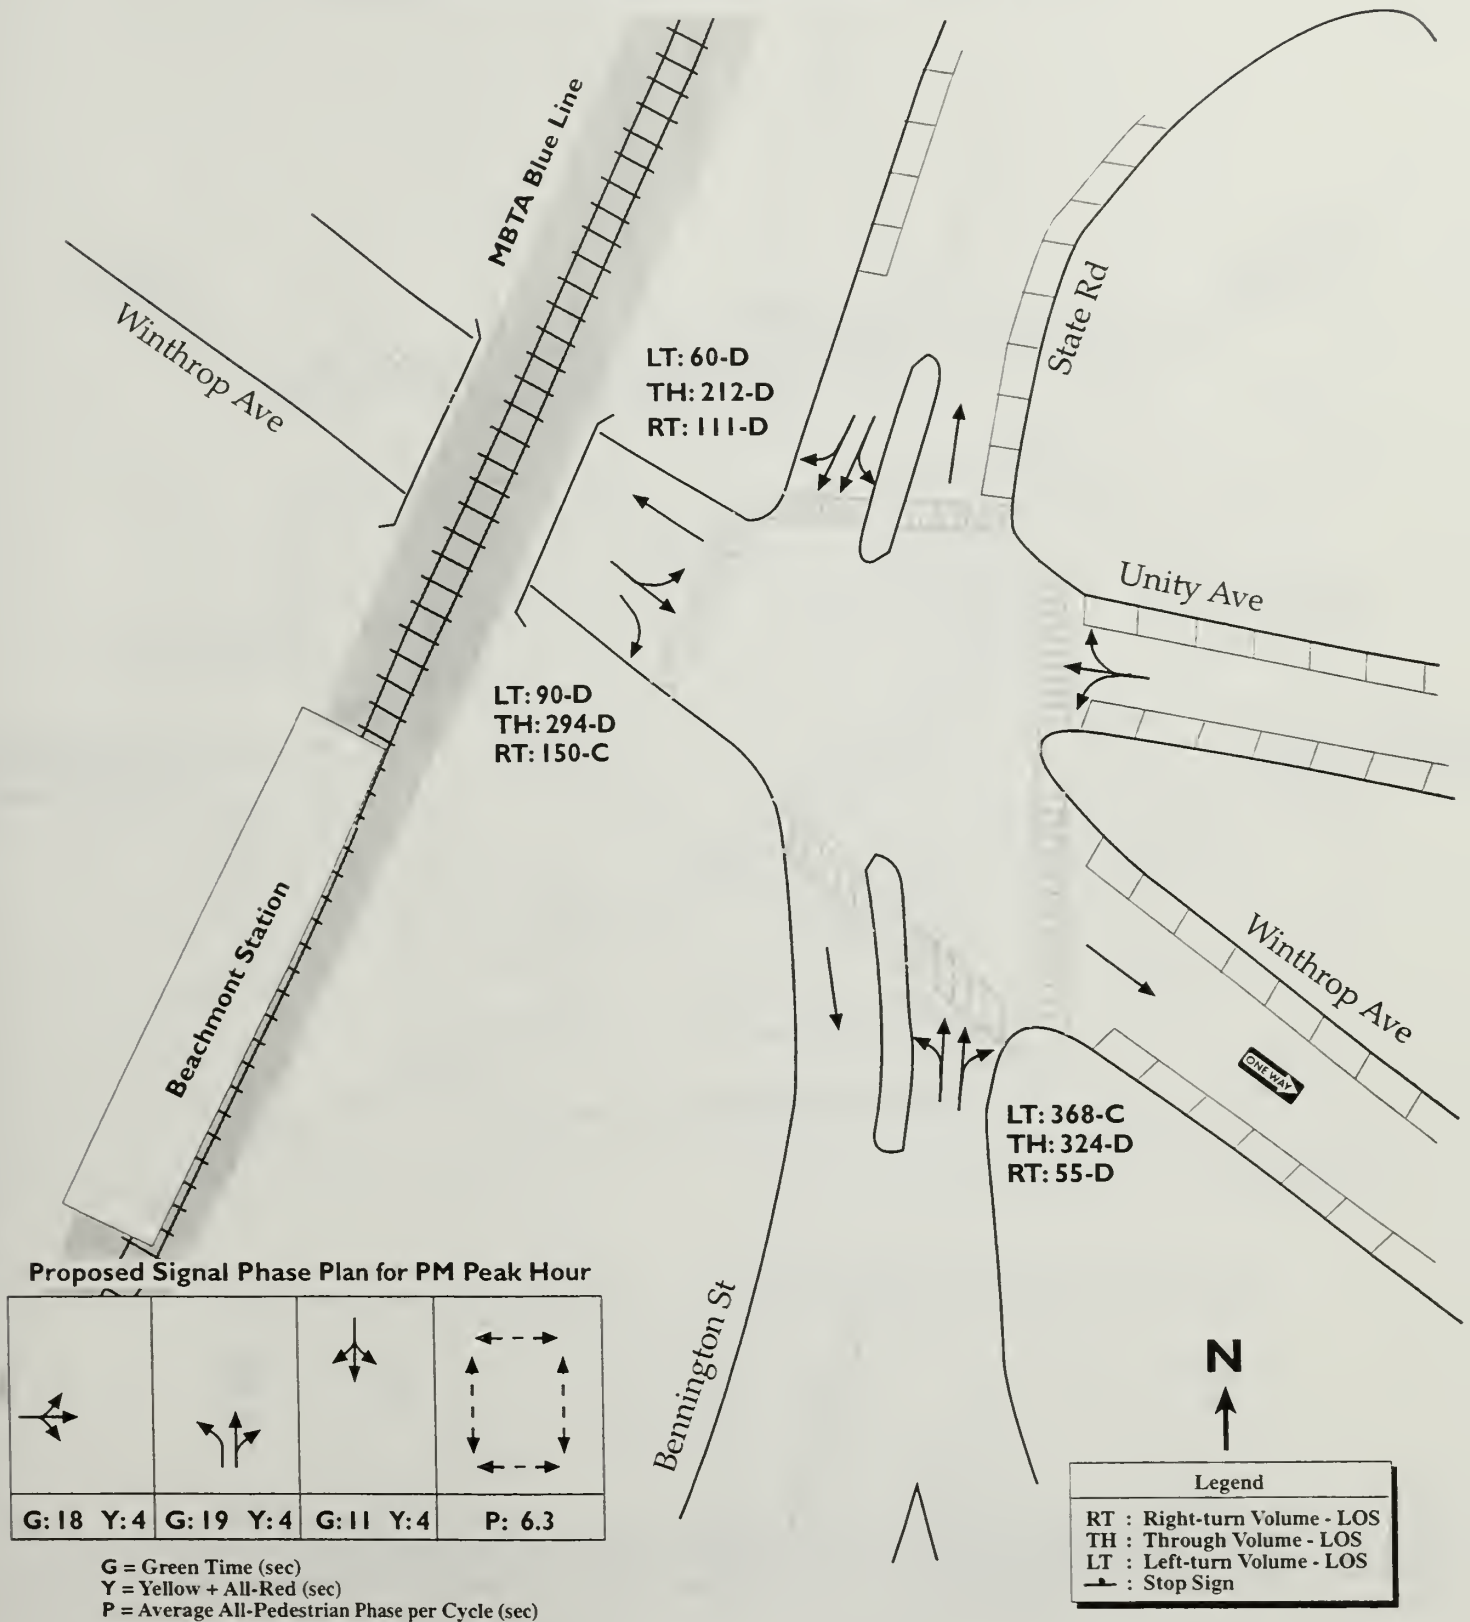 MBTA Blue Line
Winthrop Ave
LT: 60-D
TH: 212-D
RT: 111-D
State Rd
Unity Ave
LT: 90-D
TH: 294-D
RT: 150-C
Beachmont Station
Winthrop Ave
ONE WAY
LT: 368-C
TH: 324-D
RT: 55-D
Bennington St
Proposed Signal Phase Plan for PM Peak Hour
G: 18 Y: 4 G: 19 Y: 4 G: 11 Y: 4 P: 6.3
G = Green Time (sec)
Y = Yellow + All-Red (sec)
P = Average All-Pedestrian Phase per Cycle (sec)
N
Legend
RT : Right-turn Volume - LOS
TH : Through Volume - LOS
LT : Left-turn Volume - LOS
: Stop Sign